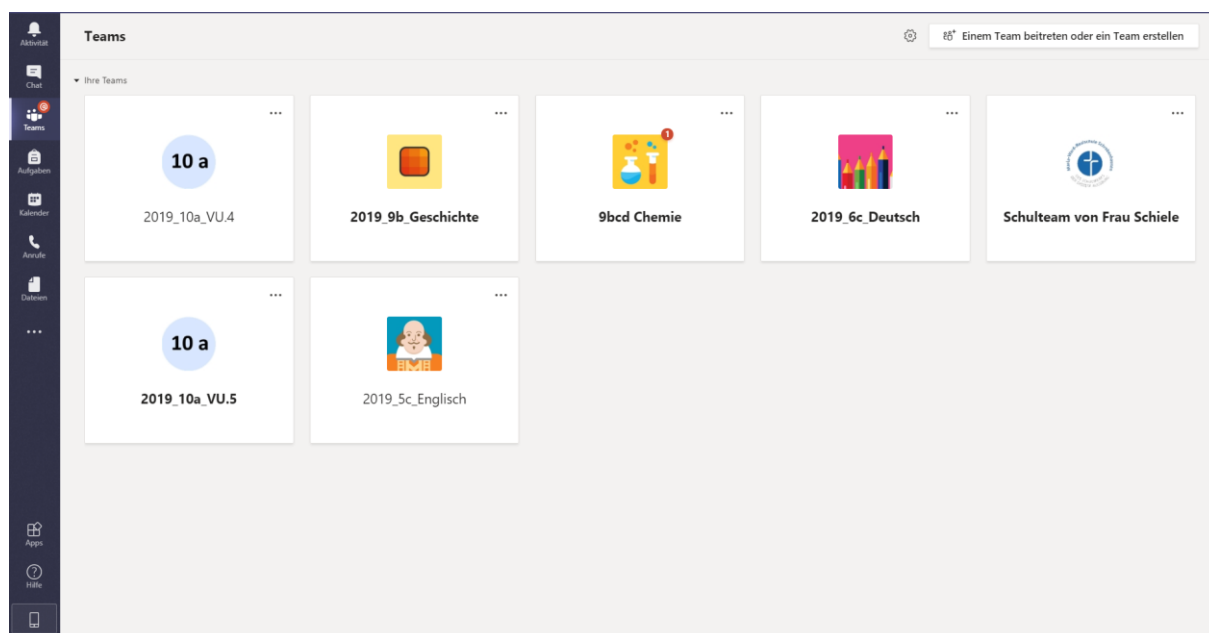 Teams
Einem Team beitreten oder ein Team erstellen
Aktivität
Chat
Teams
Aufgaben
Kalender
Anrufe
Dateien
Apps
Hilfe
Ihre Teams
10 a
2019_10a_VU.4
2019_9b_Geschichte
1
9bcd Chemie
2019_6c_Deutsch
Schulteam von Frau Schiele
10 a
2019_10a_VU.5
2019_5c_Englisch